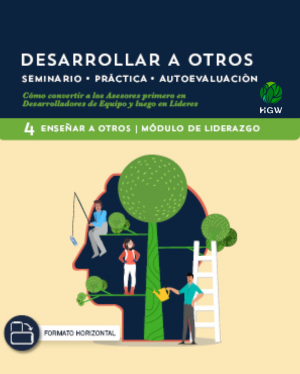 DESARROLLAR A OTROS
SEMINARIO • PRÁCTICA • AUTOEVALUACIÓN
Cómo convertir a los Asesores primero en
Desarrolladores de Equipo y luego en Líderes
HGW
4 ENSEÑAR A OTROS | MÓDULO DE LIDERAZGO
FORMATO HORIZONTAL